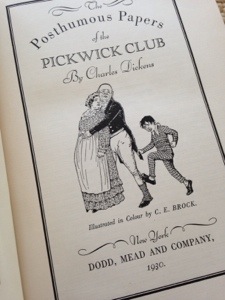 The
Posthumous Papers
of the
PICKWICK CLUB
By Charles Dickens
Illustrated in Colour by C. E. BROCK.
New York
DODD, MEAD AND COMPANY,
1930.